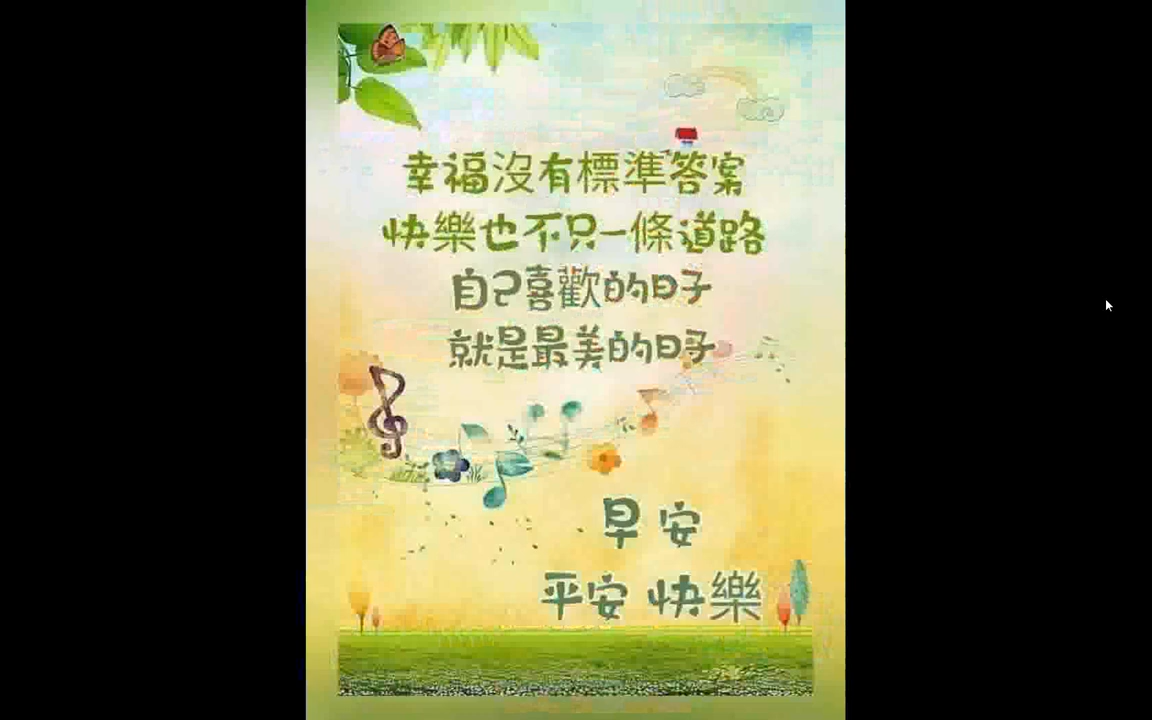 幸福沒有標準答案
快樂也不只一條道路
自己喜歡的日子
就是最美的日子
早安
平安 快樂